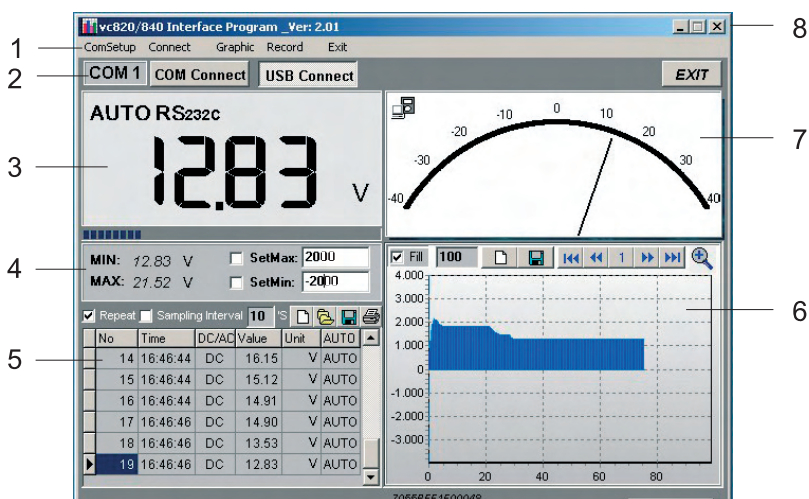 vc820/840 Interface Program _Ver: 2.01
8
1
ComSetup Connect Graphic Record Exit
2
COM 1 COM Connect USB Connect EXIT
AUTO RS232C
3
12.83 V
-40 -30 -20 -10 0 10 20 30 40
7
4
MIN: 12.83 V SetMax: 2000
MAX: 21.52 V SetMin: -2000
Fill 100 1
Repeat Sampling Interval 10 'S
5
No Time DC/AC Value Unit AUTO
14 16:46:44 DC 16.15 V AUTO
15 16:46:44 DC 15.12 V AUTO
16 16:46:44 DC 14.91 V AUTO
17 16:46:46 DC 14.90 V AUTO
18 16:46:46 DC 13.53 V AUTO
19 16:46:46 DC 12.83 V AUTO
4.000
3.000
2.000
1.000
0
-1.000
-2.000
-3.000
0 20 40 60 80
6